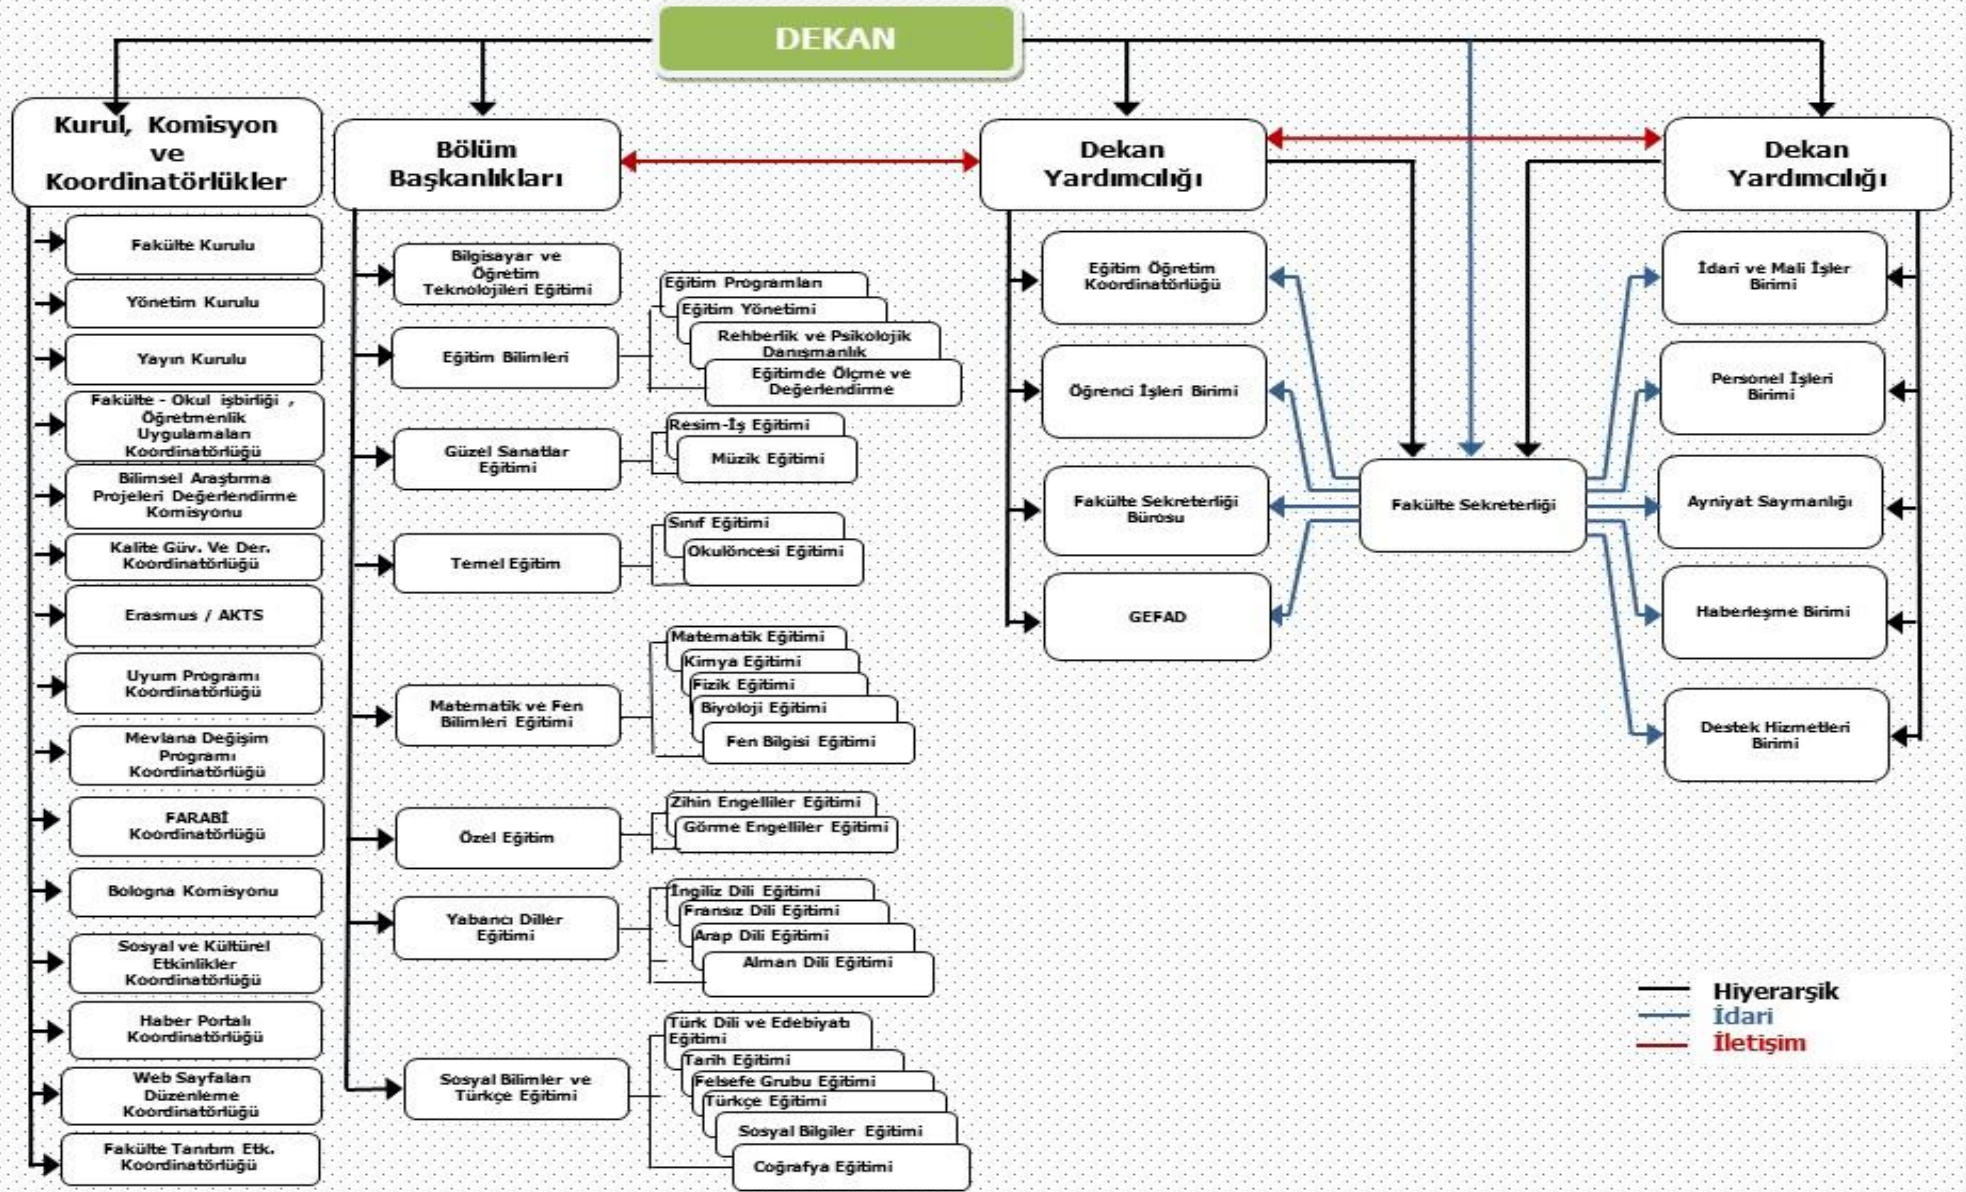 DEKAN
Kurul, Komisyon
ve
Koordinatörlükler
Fakülte Kurulu
Yönetim Kurulu
Yayın Kurulu
Fakülte - Okul işbirliği ,
Öğretmenlik
Uygulamaları
Koordinatörlüğü
Bilimsel Araştırma
Projeleri Değerlendirme
Komisyonu
Kalite Güv. Ve Der.
Koordinatörlüğü
Erasmus / AKTS
Uyum Programı
Koordinatörlüğü
Mevlana Değişim
Programı
Koordinatörlüğü
FARABİ
Koordinatörlüğü
Bologna Komisyonu
Sosyal ve Kültürel
Etkinlikler
Koordinatörlüğü
Haber Portalı
Koordinatörlüğü
Web Sayfaları
Düzenleme
Koordinatörlüğü
Fakülte Tanıtım Etk.
Koordinatörlüğü
Bölüm
Başkanlıkları
Bilgisayar ve
Öğretim
Teknolojileri Eğitimi
Eğitim Bilimleri
Eğitim Programları
Eğitim Yönetimi
Rehberlik ve Psikolojik
Danışmanlık
Eğitimde Ölçme ve
Değerlendirme
Güzel Sanatlar
Eğitimi
Resim-İş Eğitimi
Müzik Eğitimi
Temel Eğitim
Sınıf Eğitimi
Okulöncesi Eğitimi
Matematik ve Fen
Bilimleri Eğitimi
Matematik Eğitimi
Kimya Eğitimi
Fizik Eğitimi
Biyoloji Eğitimi
Fen Bilgisi Eğitimi
Özel Eğitim
Zihin Engelliler Eğitimi
Görme Engelliler Eğitimi
Yabancı Diller
Eğitimi
İngiliz Dili Eğitimi
Fransız Dili Eğitimi
Arap Dili Eğitimi
Alman Dili Eğitimi
Sosyal Bilimler ve
Türkçe Eğitimi
Türk Dili ve Edebiyatı
Eğitimi
Tarih Eğitimi
Felsefe Grubu Eğitimi
Türkçe Eğitimi
Sosyal Bilgiler Eğitimi
Coğrafya Eğitimi
Dekan
Yardımcılığı
Eğitim Öğretim
Koordinatörlüğü
Öğrenci İşleri Birimi
Fakülte Sekreterliği
Bürosu
GEFAD
Fakülte Sekreterliği
Dekan
Yardımcılığı
İdari ve Mali İşler
Birimi
Personel İşleri
Birimi
Ayniyat Saymanlığı
Haberleşme Birimi
Destek Hizmetleri
Birimi
Hiyerarşik
İdari
İletişim